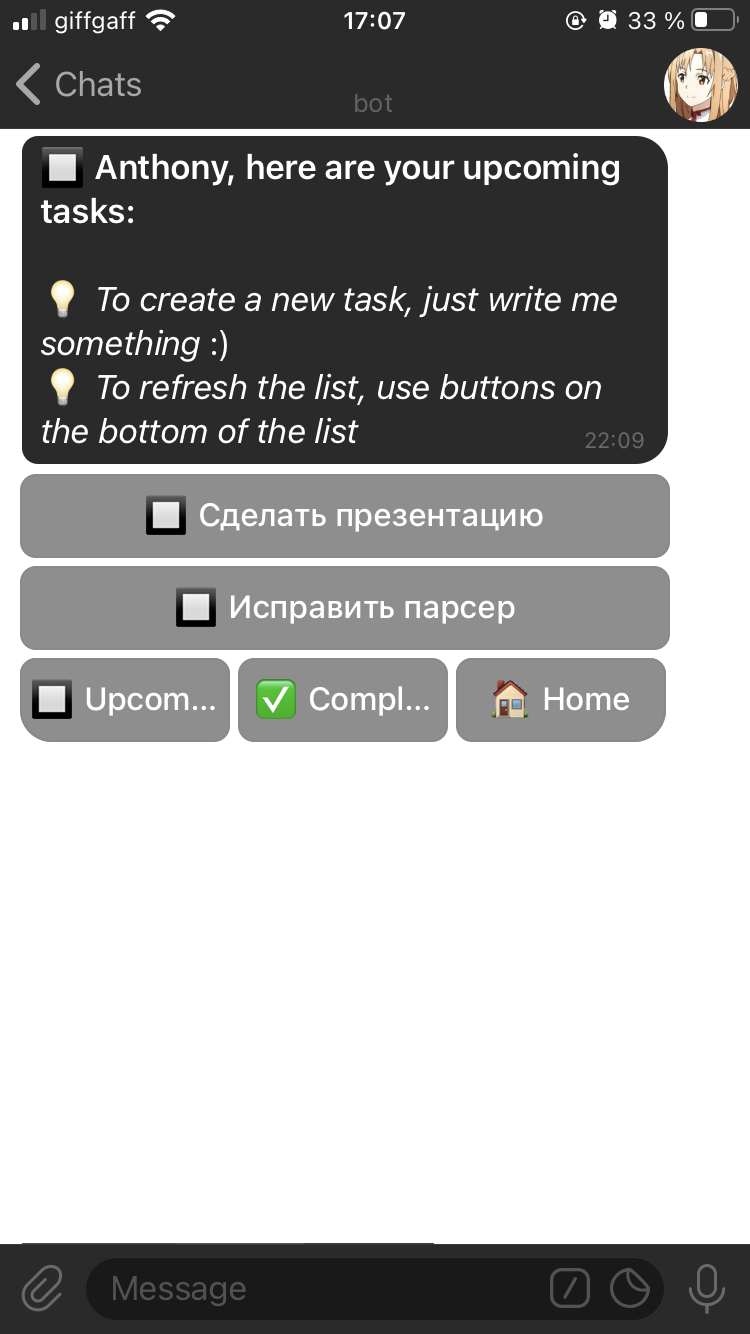 giffgaff 17:07 33 %
Chats
bot
Anthony, here are your upcoming
tasks:
To create a new task, just write me
something :)
To refresh the list, use buttons on
the bottom of the list
22:09
Сделать презентацию
Исправить парсер
Upcom... Compl... Home
Message